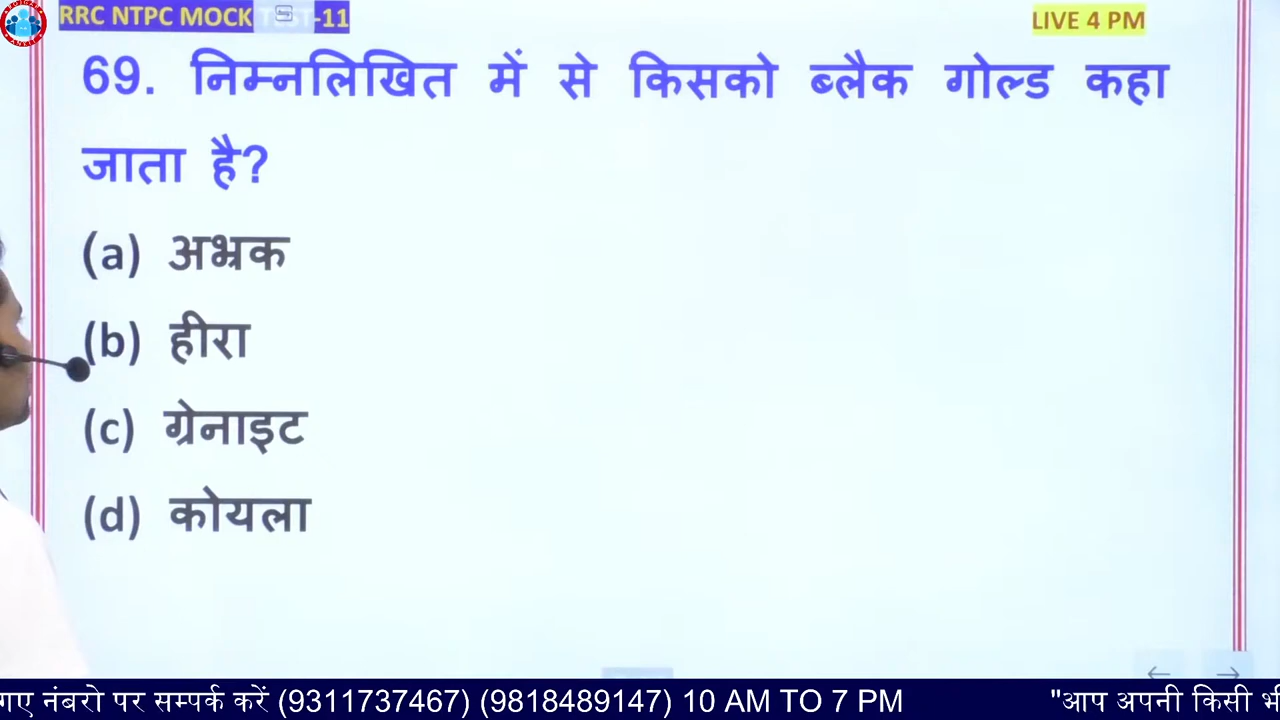 RRC NTPC MOCK TEST-11
LIVE 4 PM
69. निम्नलिखित में से किसको ब्लैक गोल्ड कहा
जाता है?
(a) अभ्रक
(b) हीरा
(c) ग्रेनाइट
(d) कोयला
गए नंबरो पर सम्पर्क करें (9311737467) (9818489147) 10 AM TO 7 PM "आप अपनी किसी भी